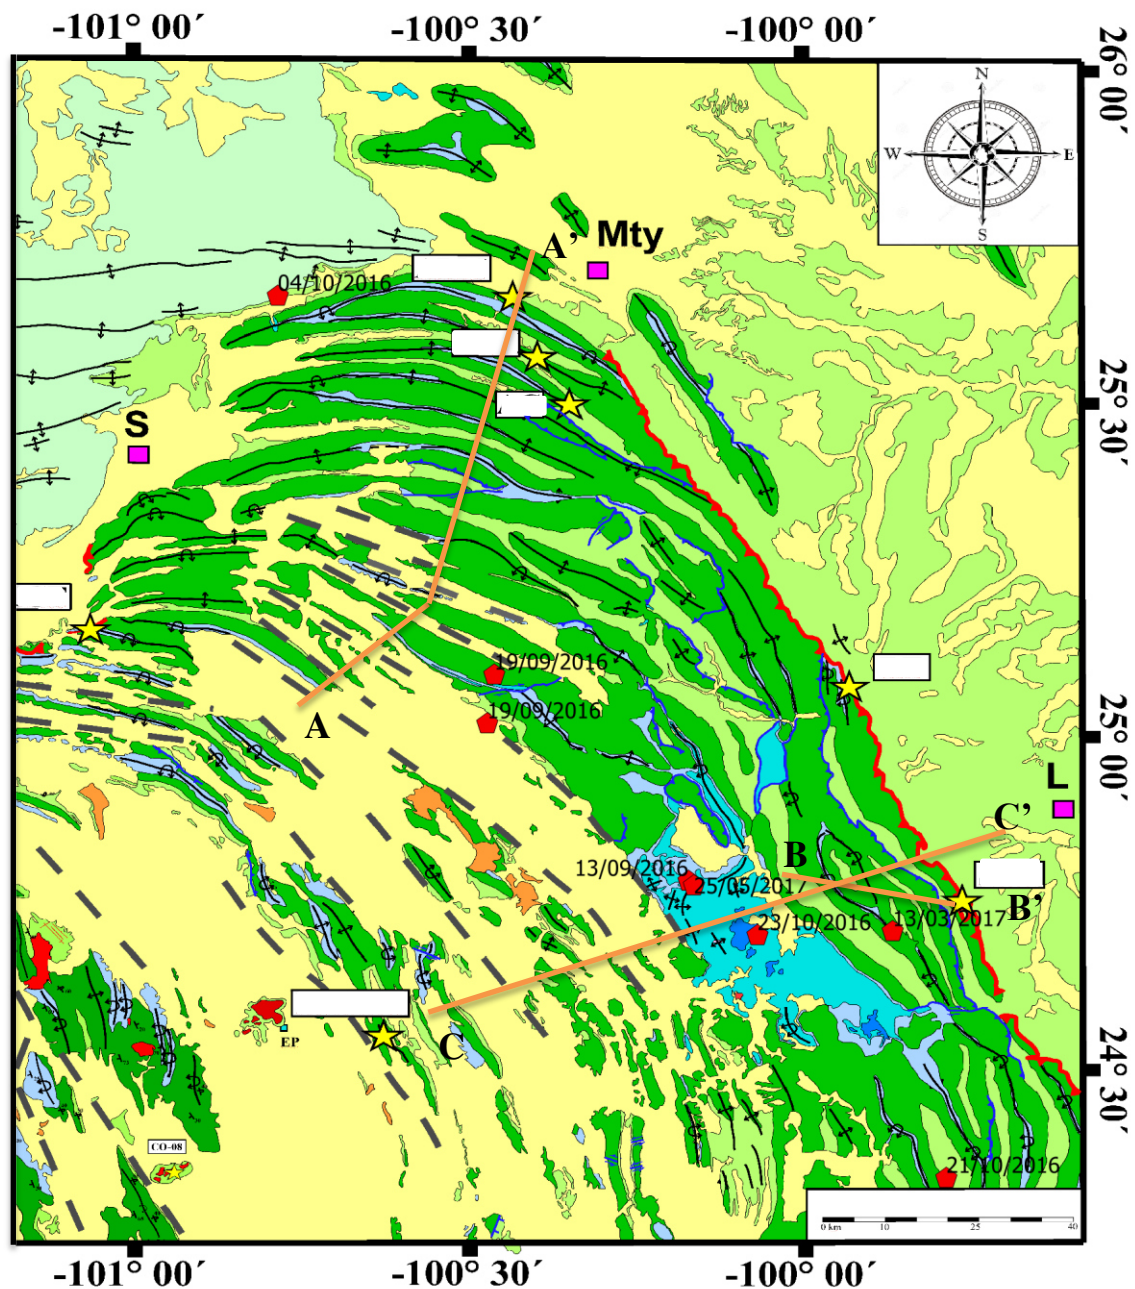 -101° 00´ -100° 30´ -100° 00´
26° 00´
N
W E
S
Mty
A’
04/10/2016
25° 30´
S
19/09/2016
19/09/2016
A
25° 00´
L
C’
B
13/09/2016
25/05/2017
B’
23/10/2016 13/03/2017
EP
C
24° 30´
CO-08
21/10/2016
0 km 10 25 40
-101° 00´ -100° 30´ -100° 00´